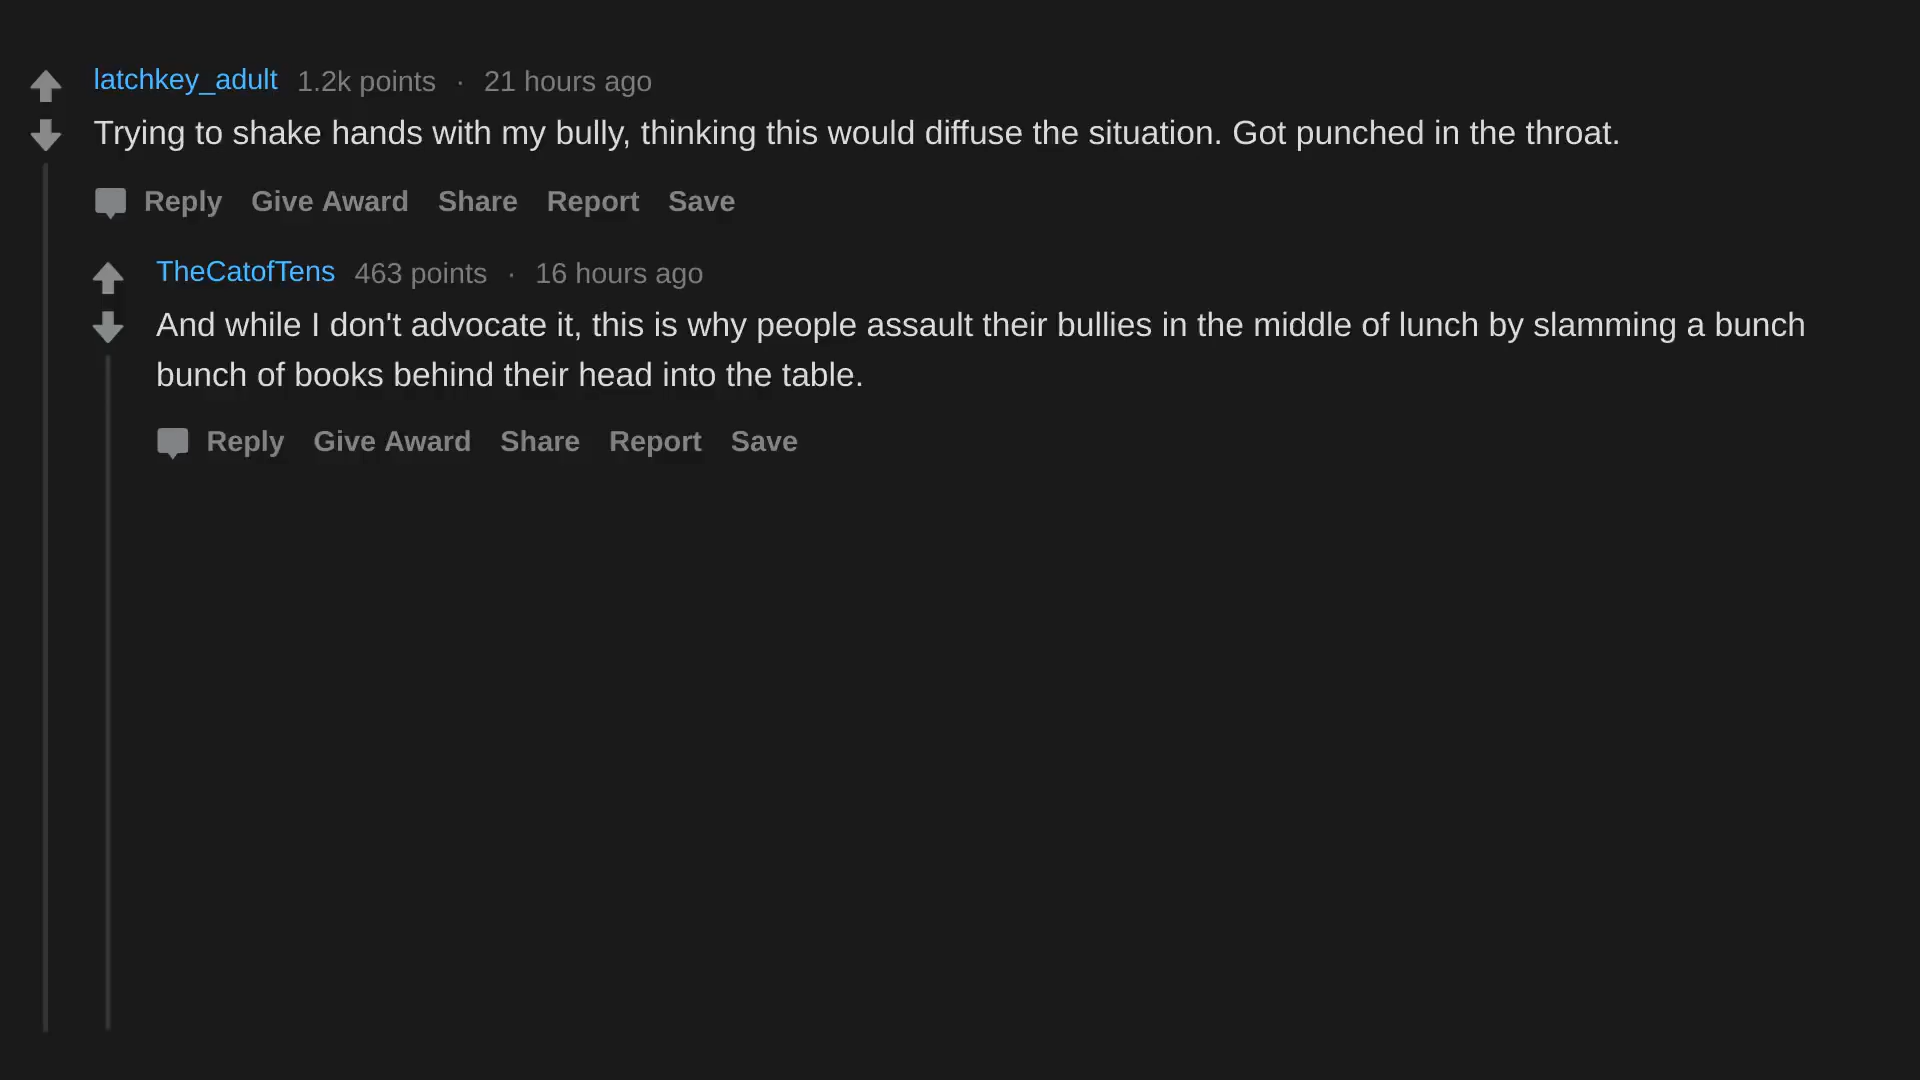 latchkey_adult 1.2k points · 21 hours ago
Trying to shake hands with my bully, thinking this would diffuse the situation. Got punched in the throat.
Reply Give Award Share Report Save
TheCatofTens 463 points · 16 hours ago
And while I don't advocate it, this is why people assault their bullies in the middle of lunch by slamming a bunch
bunch of books behind their head into the table.
Reply Give Award Share Report Save